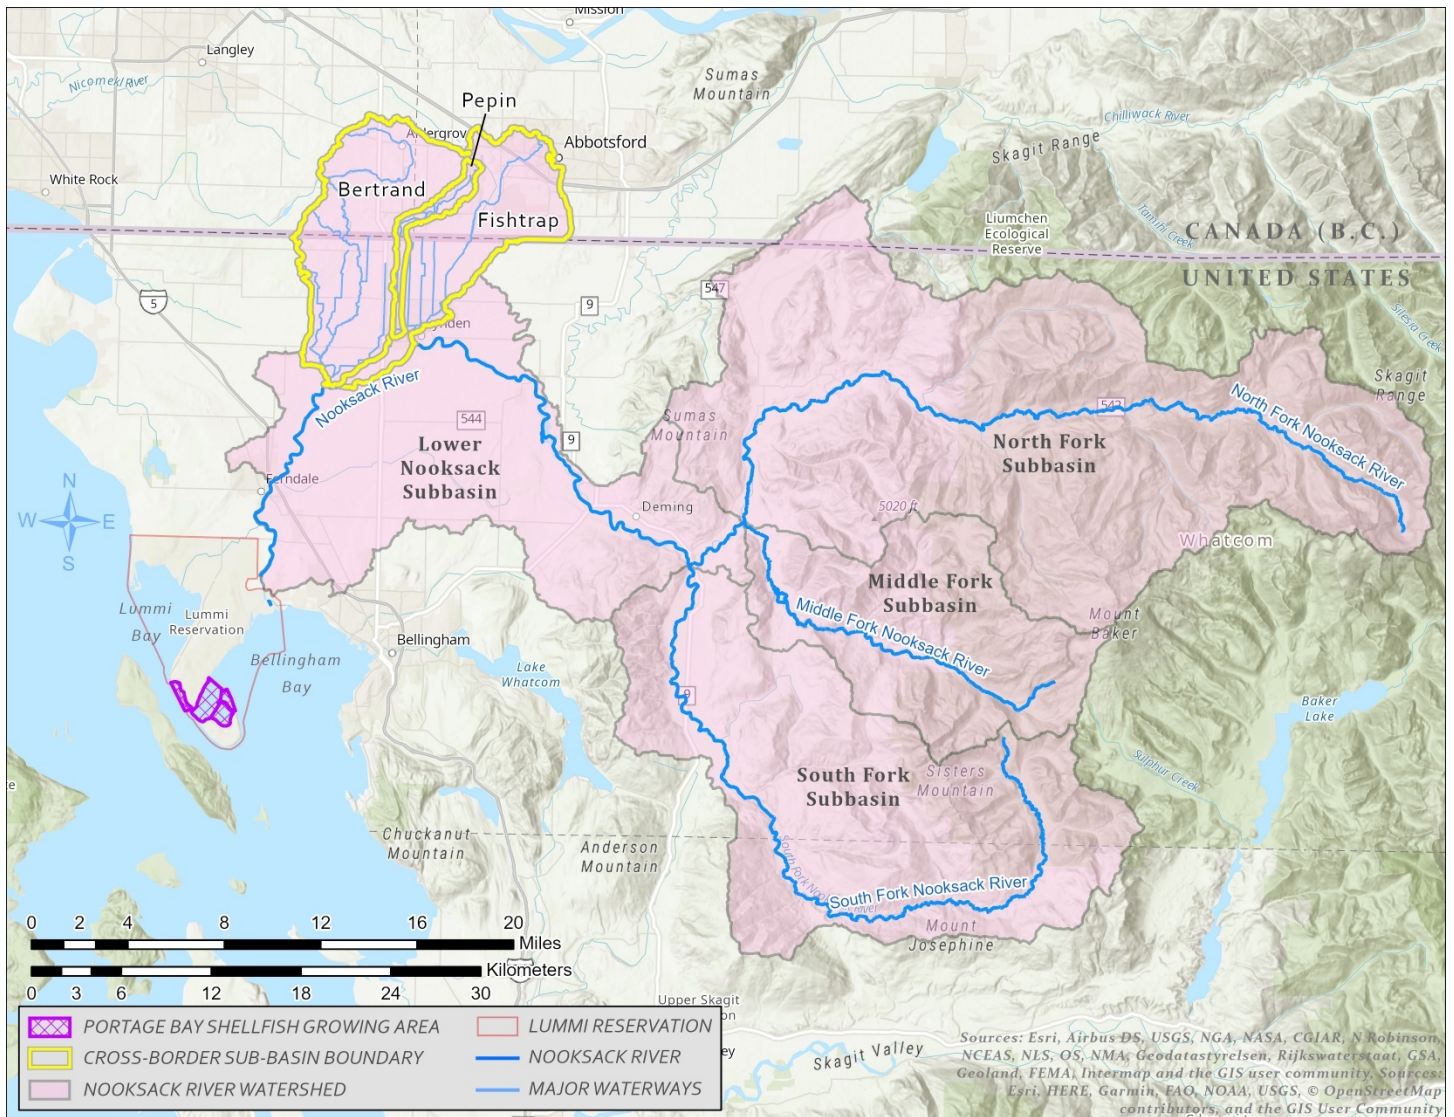 Mission
Langley
Nicomekl River
Sumas
Mountain
Pepin
Chilliwack River
Abbotsford
Skagit Range
White Rock
Bertrand
Fishtrap
Liumchen
Ecological
Reserve
Tamihi Creek
CANADA (B.C.)
UNITED STATES
5
9
547
Silesia Creek
Nooksack River
544
Sumas
Mountain
9
542
North Fork Nooksack River
Skagit
Range
Lower
Nooksack
Subbasin
North Fork
Subbasin
Ferndale
N
W E
S
Deming
5020 ft
Whatcom
Middle Fork
Subbasin
Middle Fork Nooksack River
Mount
Baker
Lummi
Bay
Lummi
Reservation
Bellingham
Bellingham
Bay
Lake
Whatcom
9
Baker
Lake
Sulphur Creek
South Fork
Subbasin
Sisters
Mountain
Chuckanut
Mountain
Anderson
Mountain
South Fork Nooksack River
Mount
Josephine
0 2 4 8 12 16 20
Miles
Kilometers
0 3 6 12 18 24 30
Upper Skagit
Skagit Valley
PORTAGE BAY SHELLFISH GROWING AREA
CROSS-BORDER SUB-BASIN BOUNDARY
NOOKSACK RIVER WATERSHED
LUMMI RESERVATION
NOOKSACK RIVER
MAJOR WATERWAYS
Sources: Esri, Airbus DS, USGS, NGA, NASA, CGIAR, N Robinson,
NCEAS, NLS, OS, NMA, Geodatastyrelsen, Rijkswaterstaat, GSA,
Geoland, FEMA, Intermap and the GIS user community, Sources:
Esri, HERE, Garmin, FAO, NOAA, USGS, © OpenStreetMap
contributors, and the GIS User Community